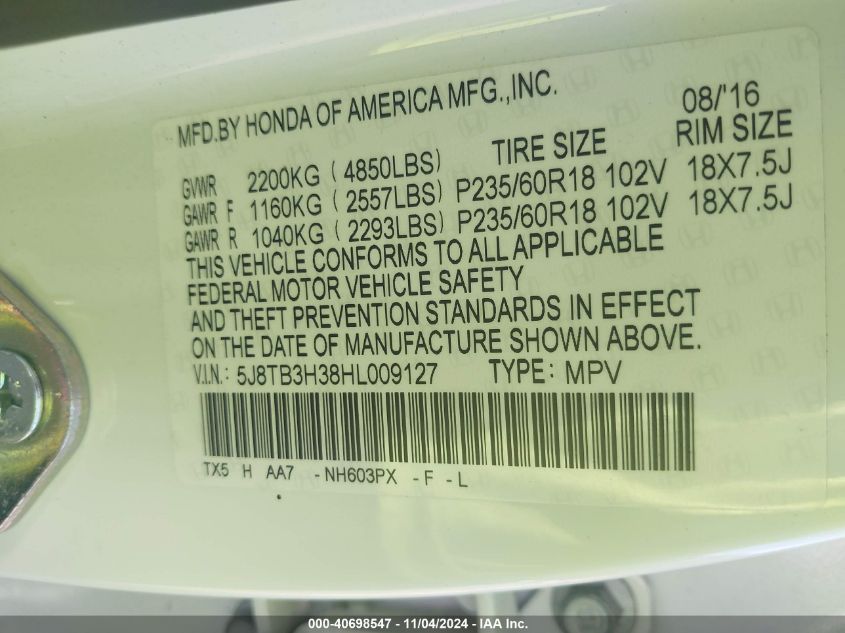 MFD.BY HONDA OF AMERICA MFG.,INC. 08/'16
TIRE SIZE RIM SIZE
GVWR 2200KG ( 4850LBS)
GAWR F 1160KG ( 2557LBS) P235/60R18 102V 18X7.5J
GAWR R 1040KG ( 2293LBS) P235/60R18 102V 18X7.5J
THIS VEHICLE CONFORMS TO ALL APPLICABLE
FEDERAL MOTOR VEHICLE SAFETY
AND THEFT PREVENTION STANDARDS IN EFFECT
ON THE DATE OF MANUFACTURE SHOWN ABOVE.
V.I.N.: 5J8TB3H38HL009127 TYPE: MPV
TX5 H AA7 -NH603PX -F -L
000-40698547 - 11/04/2024 - IAA Inc.